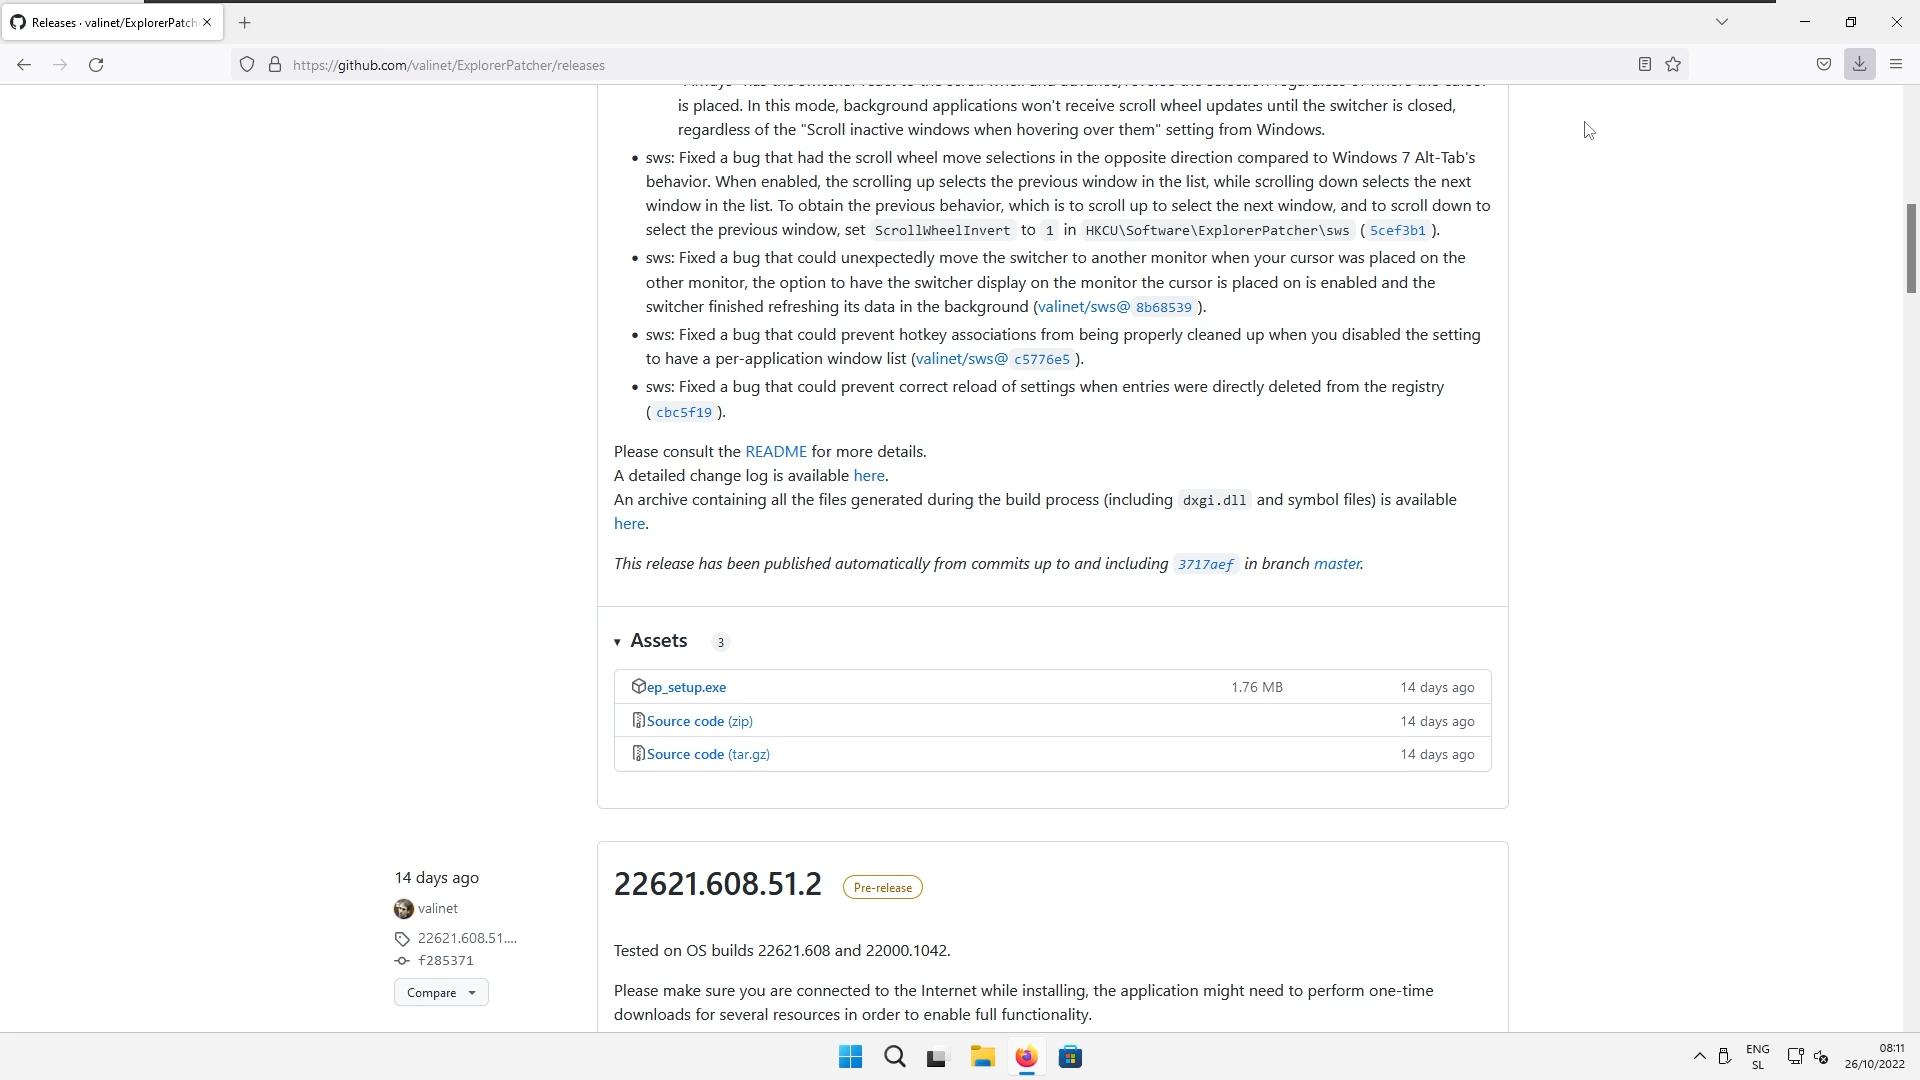 Releases · valinet/ExplorerPatch
https://github.com/valinet/ExplorerPatcher/releases
is placed. In this mode, background applications won't receive scroll wheel updates until the switcher is closed,
regardless of the "Scroll inactive windows when hovering over them" setting from Windows.
• sws: Fixed a bug that had the scroll wheel move selections in the opposite direction compared to Windows 7 Alt-Tab's
behavior. When enabled, the scrolling up selects the previous window in the list, while scrolling down selects the next
window in the list. To obtain the previous behavior, which is to scroll up to select the next window, and to scroll down to
select the previous window, set ScrollWheelInvert to 1 in HKCU\Software\ExplorerPatcher\sws ( 5cef3b1 ).
• sws: Fixed a bug that could unexpectedly move the switcher to another monitor when your cursor was placed on the
other monitor, the option to have the switcher display on the monitor the cursor is placed on is enabled and the
switcher finished refreshing its data in the background (valinet/sws@ 8b68539 ).
• sws: Fixed a bug that could prevent hotkey associations from being properly cleaned up when you disabled the setting
to have a per-application window list (valinet/sws@ c5776e5 ).
• sws: Fixed a bug that could prevent correct reload of settings when entries were directly deleted from the registry
( cbc5f19 ).
Please consult the README for more details.
A detailed change log is available here.
An archive containing all the files generated during the build process (including dxgi.dll and symbol files) is available
here.
This release has been published automatically from commits up to and including 3717aef in branch master.
Assets 3
ep_setup.exe 1.76 MB 14 days ago
Source code (zip) 14 days ago
Source code (tar.gz) 14 days ago
14 days ago
valinet
22621.608.51....
f285371
Compare
22621.608.51.2 Pre-release
Tested on OS builds 22621.608 and 22000.1042.
Please make sure you are connected to the Internet while installing, the application might need to perform one-time
downloads for several resources in order to enable full functionality.
ENG
SL
08:11
26/10/2022